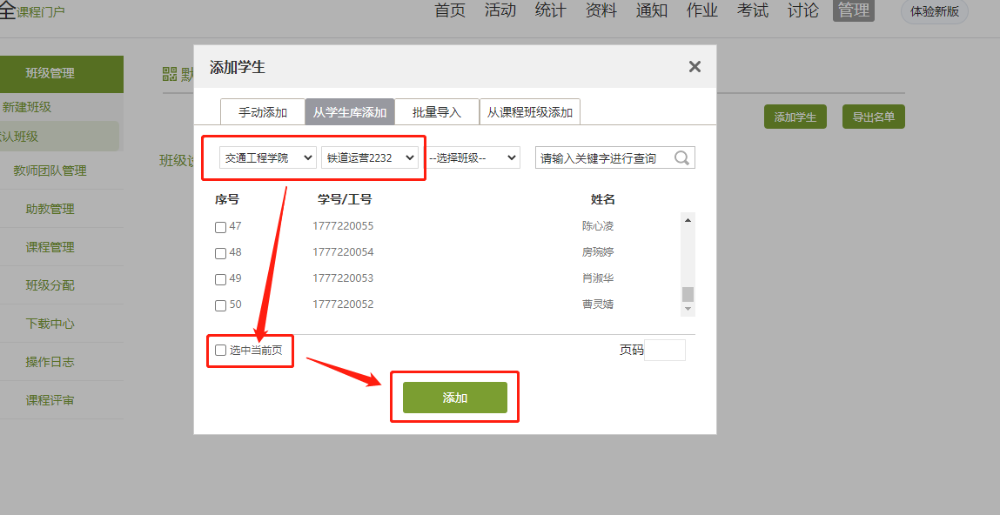 全课程门户
首页 活动 统计 资料 通知 作业 考试 讨论 管理 体验新版
班级管理
新建班级
默认班级
教师团队管理
助教管理
课程管理
班级分配
下载中心
操作日志
课程评审
默
添加学生 导出名单
班级设
添加学生
手动添加 从学生库添加 批量导入 从课程班级添加
交通工程学院 铁道运营2232 --选择班级-- 请输入关键字进行查询
序号 学号/工号 姓名
47 1777220055 陈心凌
48 1777220054 房琬婷
49 1777220053 肖淑华
50 1777220052 曹灵婧
选中当前页 页码
添加